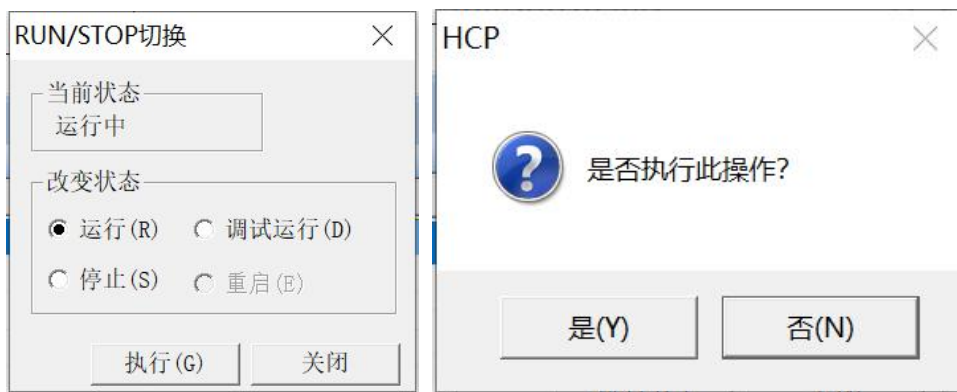 RUN/STOP切换
当前状态
运行中
改变状态
运行(R) 调试运行(D)
停止(S) 重启(E)
执行(G) 关闭
HCP
是否执行此操作?
是(Y) 否(N)